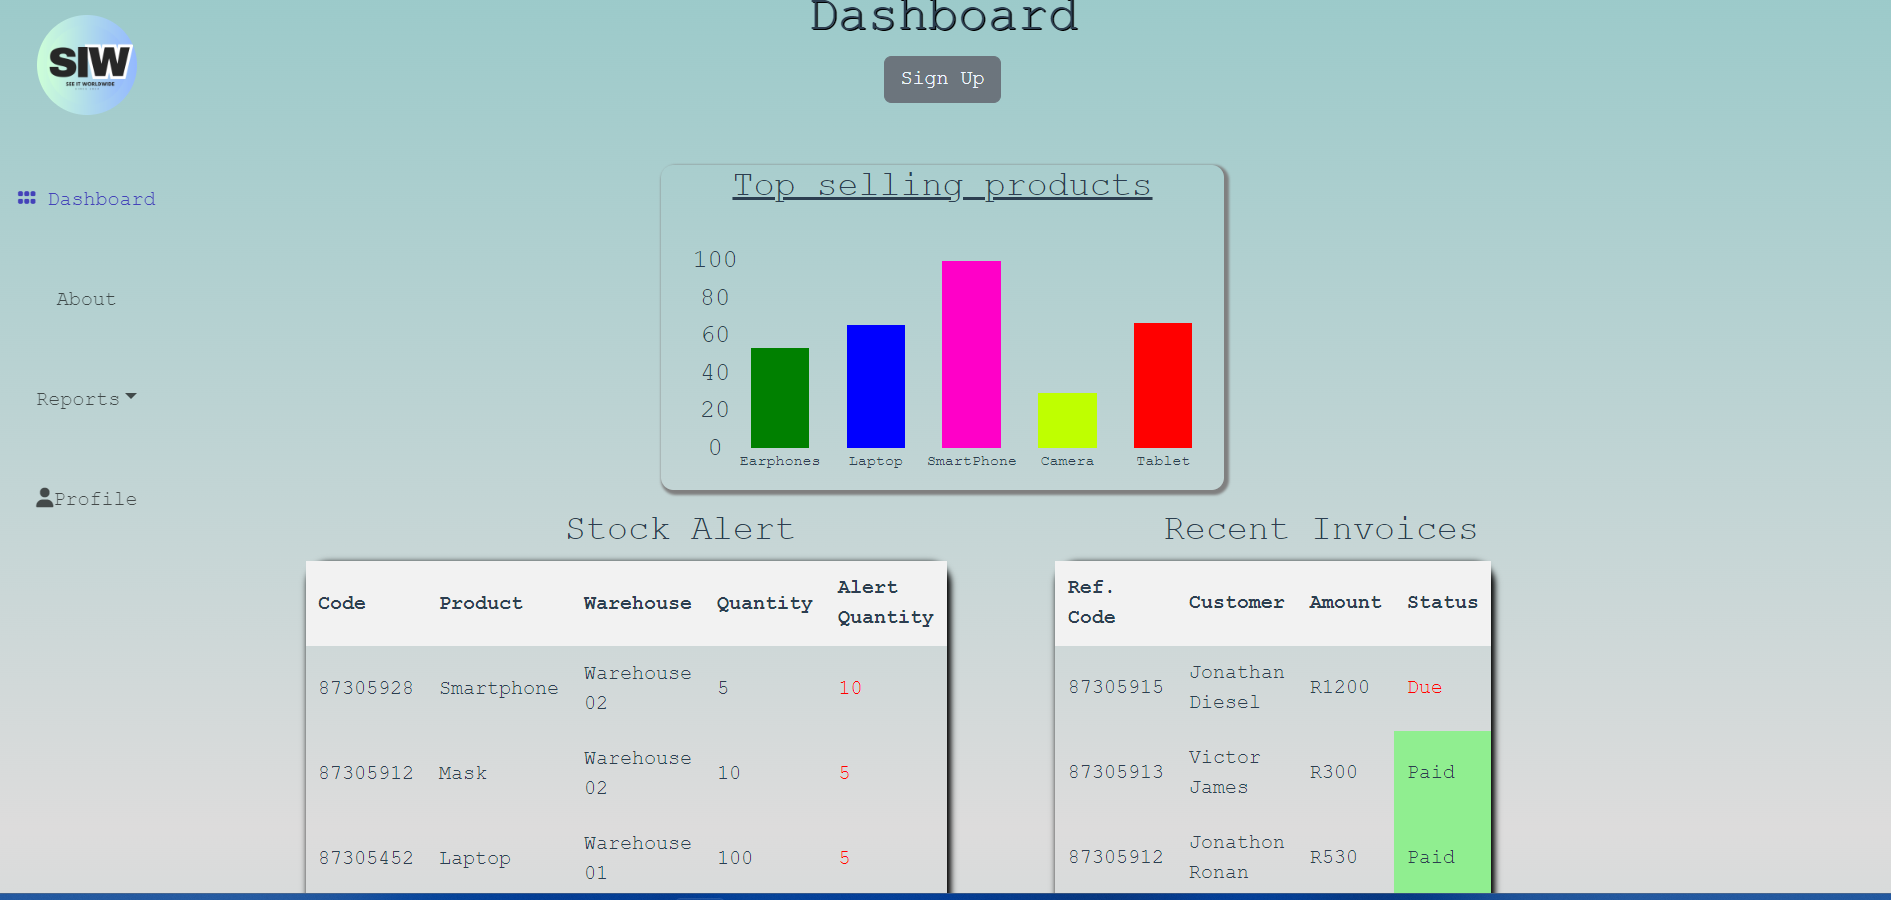 Dashboard
SIW
SEE IT WORLDWIDE
Sign Up
Dashboard
About
Reports
Profile
Top selling products
100
80
60
40
20
0
Earphones Laptop SmartPhone Camera Tablet
Stock Alert
Code Product Warehouse Quantity Alert Quantity
87305928 Smartphone Warehouse 02 5 10
87305912 Mask Warehouse 02 10 5
87305452 Laptop Warehouse 01 100 5
Recent Invoices
Ref. Code Customer Amount Status
87305915 Jonathan Diesel R1200 Due
87305913 Victor James R300 Paid
87305912 Jonathon Ronan R530 Paid